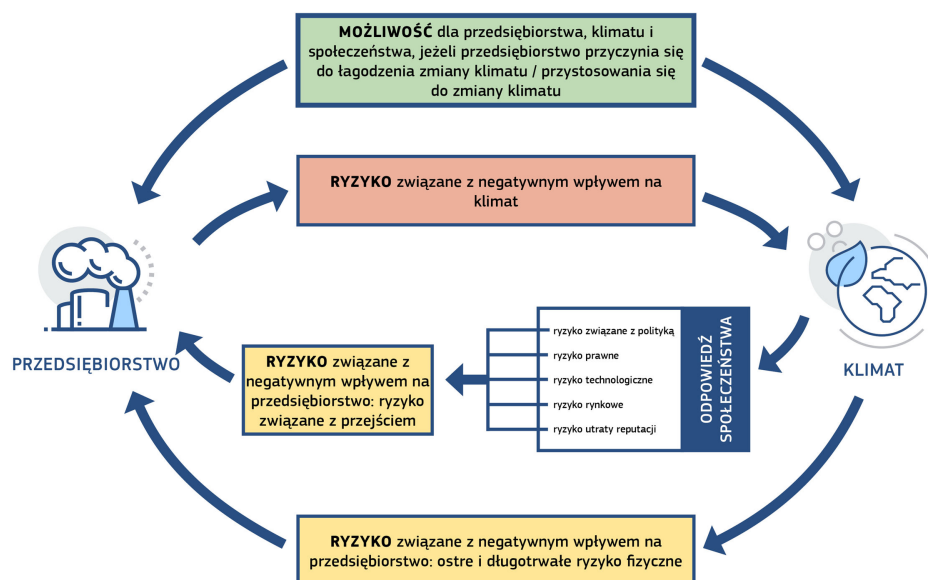 MOŻLIWOŚĆ dla przedsiębiorstwa, klimatu i
społeczeństwa, jeżeli przedsiębiorstwo przyczynia się
do łagodzenia zmiany klimatu / przystosowania się
do zmiany klimatu
RYZYKO związane z negatywnym wpływem na
klimat
PRZEDSIĘBIORSTWO
KLIMAT
ODPOWIEDŹ
SPOŁECZEŃSTWA
ryzyko związane z polityką
ryzyko prawne
ryzyko technologiczne
ryzyko rynkowe
ryzyko utraty reputacji
RYZYKO związane z
negatywnym wpływem na
przedsiębiorstwo: ryzyko
związane z przejściem
RYZYKO związane z negatywnym wpływem na
przedsiębiorstwo: ostre i długotrwałe ryzyko fizyczne